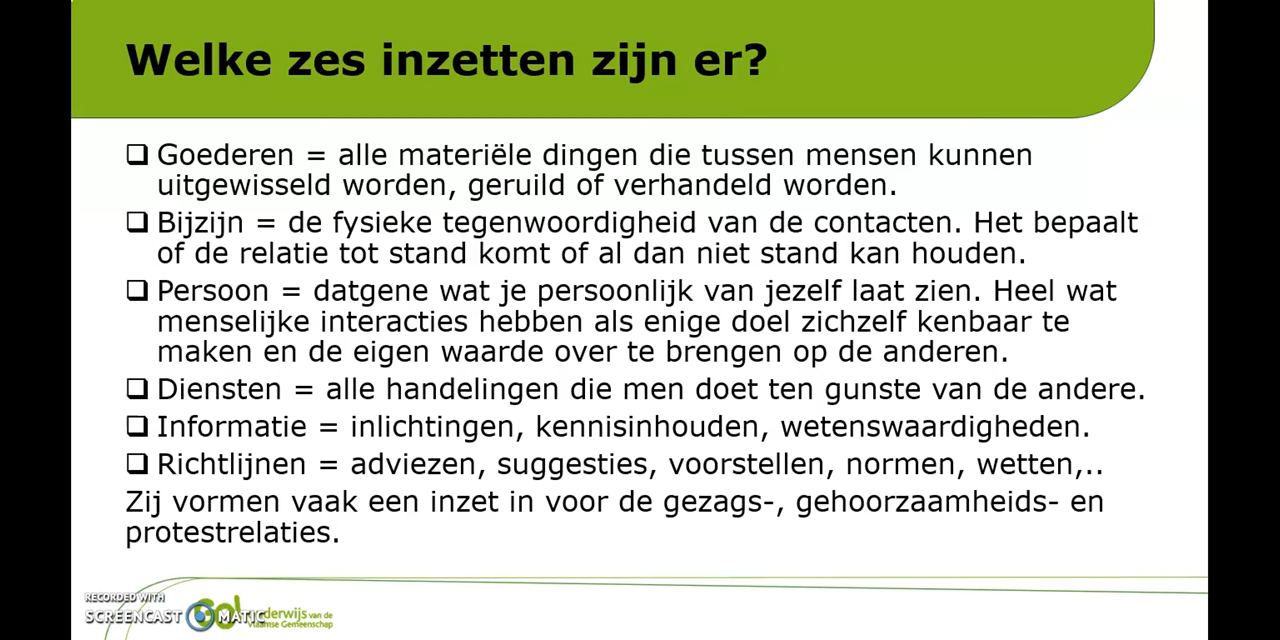 Welke zes inzetten zijn er?
❑ Goederen = alle materiële dingen die tussen mensen kunnen
uitgewisseld worden, geruild of verhandeld worden.
❑ Bijzijn = de fysieke tegenwoordigheid van de contacten. Het bepaalt
of de relatie tot stand komt of al dan niet stand kan houden.
❑ Persoon = datgene wat je persoonlijk van jezelf laat zien. Heel wat
menselijke interacties hebben als enige doel zichzelf kenbaar te
maken en de eigen waarde over te brengen op de anderen.
❑ Diensten = alle handelingen die men doet ten gunste van de andere.
❑ Informatie = inlichtingen, kennisinhouden, wetenswaardigheden.
❑ Richtlijnen = adviezen, suggesties, voorstellen, normen, wetten,..
Zij vormen vaak een inzet in voor de gezags-, gehoorzaamheids- en
protestrelaties.
RECORDED WITH
SCREENCAST MATIC
van de
Vlaamse Gemeenschap